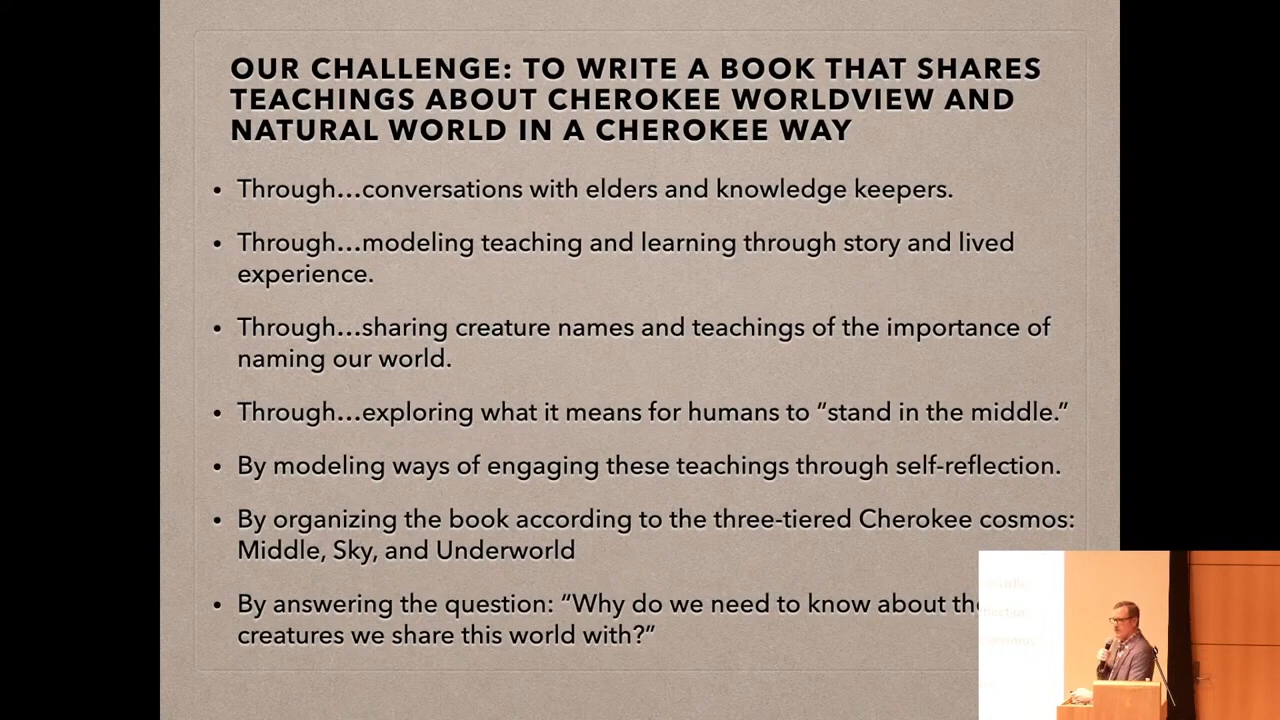 OUR CHALLENGE: TO WRITE A BOOK THAT SHARES
TEACHINGS ABOUT CHEROKEE WORLDVIEW AND
NATURAL WORLD IN A CHEROKEE WAY
• Through…conversations with elders and knowledge keepers.
• Through…modeling teaching and learning through story and lived
experience.
• Through…sharing creature names and teachings of the importance of
naming our world.
• Through…exploring what it means for humans to “stand in the middle.”
• By modeling ways of engaging these teachings through self-reflection.
• By organizing the book according to the three-tiered Cherokee cosmos:
Middle, Sky, and Underworld
• By answering the question: “Why do we need to know about
creatures we share this world with?”